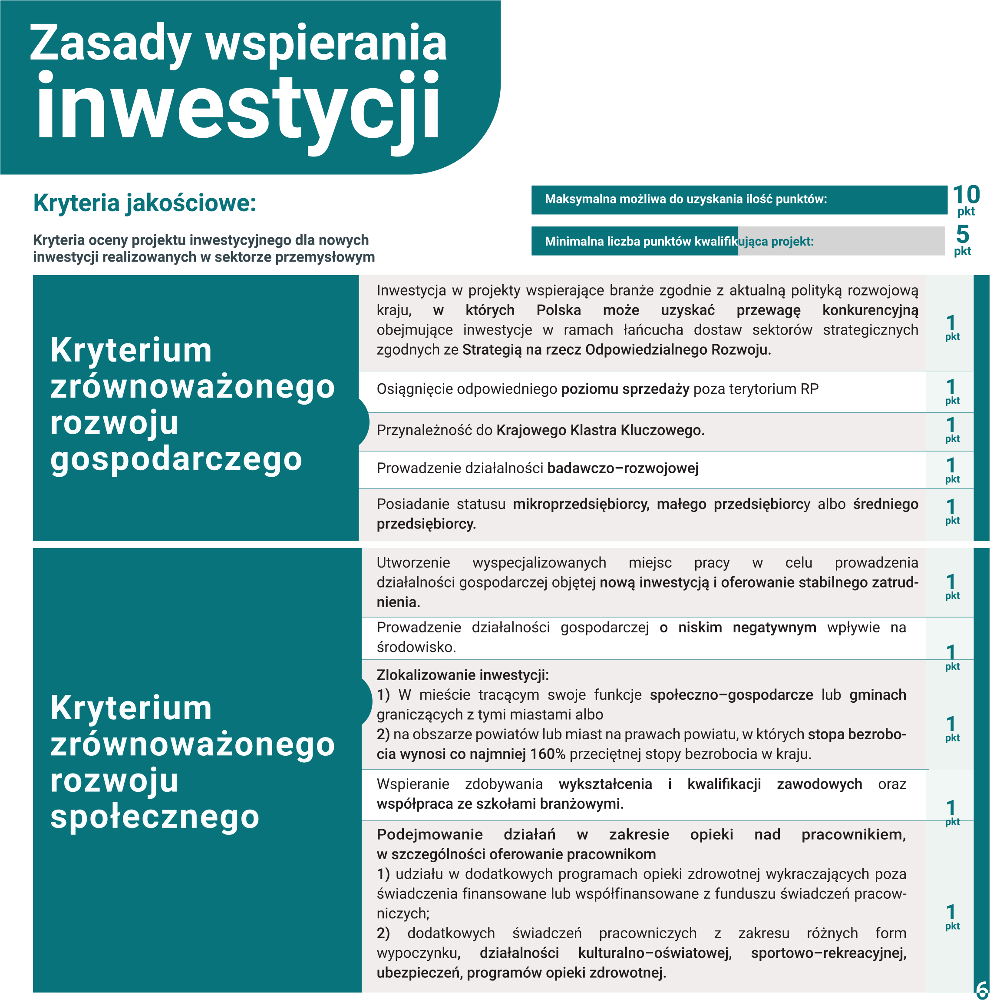 Zasady wspierania
inwestycji
Kryteria jakościowe:
Kryteria oceny projektu inwestycyjnego dla nowych
inwestycji realizowanych w sektorze przemysłowym
Maksymalna możliwa do uzyskania ilość punktów:
10
pkt
Minimalna liczba punktów kwalifikująca projekt:
5
pkt
Kryterium
zrównoważonego
rozwoju
gospodarczego
Inwestycja w projekty wspierające branże zgodnie z aktualną polityką rozwojową
kraju, w których Polska może uzyskać przewagę konkurencyjną
obejmujące inwestycje w ramach łańcucha dostaw sektorów strategicznych
zgodnych ze Strategią na rzecz Odpowiedzialnego Rozwoju.
1
pkt
Osiągnięcie odpowiedniego poziomu sprzedaży poza terytorium RP
1
pkt
Przynależność do Krajowego Klastra Kluczowego.
1
pkt
Prowadzenie działalności badawczo–rozwojowej
1
pkt
Posiadanie statusu mikroprzedsiębiorcy, małego przedsiębiorcy albo średniego
przedsiębiorcy.
1
pkt
Kryterium
zrównoważonego
rozwoju
społecznego
Utworzenie wyspecjalizowanych miejsc pracy w celu prowadzenia
działalności gospodarczej objętej nową inwestycją i oferowanie stabilnego zatrud-
nienia.
1
pkt
Prowadzenie działalności gospodarczej o niskim negatywnym wpływie na
środowisko.
1
pkt
Zlokalizowanie inwestycji:
1) W mieście tracącym swoje funkcje społeczno–gospodarcze lub gminach
graniczących z tymi miastami albo
2) na obszarze powiatów lub miast na prawach powiatu, w których stopa bezrobo-
cia wynosi co najmniej 160% przeciętnej stopy bezrobocia w kraju.
1
pkt
Wspieranie zdobywania wykształcenia i kwalifikacji zawodowych oraz
współpraca ze szkołami branżowymi.
1
pkt
Podejmowanie działań w zakresie opieki nad pracownikiem,
w szczególności oferowanie pracownikom
1) udziału w dodatkowych programach opieki zdrowotnej wykraczających poza
świadczenia finansowane lub współfinansowane z funduszu świadczeń pracow-
niczych;
2) dodatkowych świadczeń pracowniczych z zakresu różnych form
wypoczynku, działalności kulturalno–oświatowej, sportowo–rekreacyjnej,
ubezpieczeń, programów opieki zdrowotnej.
1
pkt
6